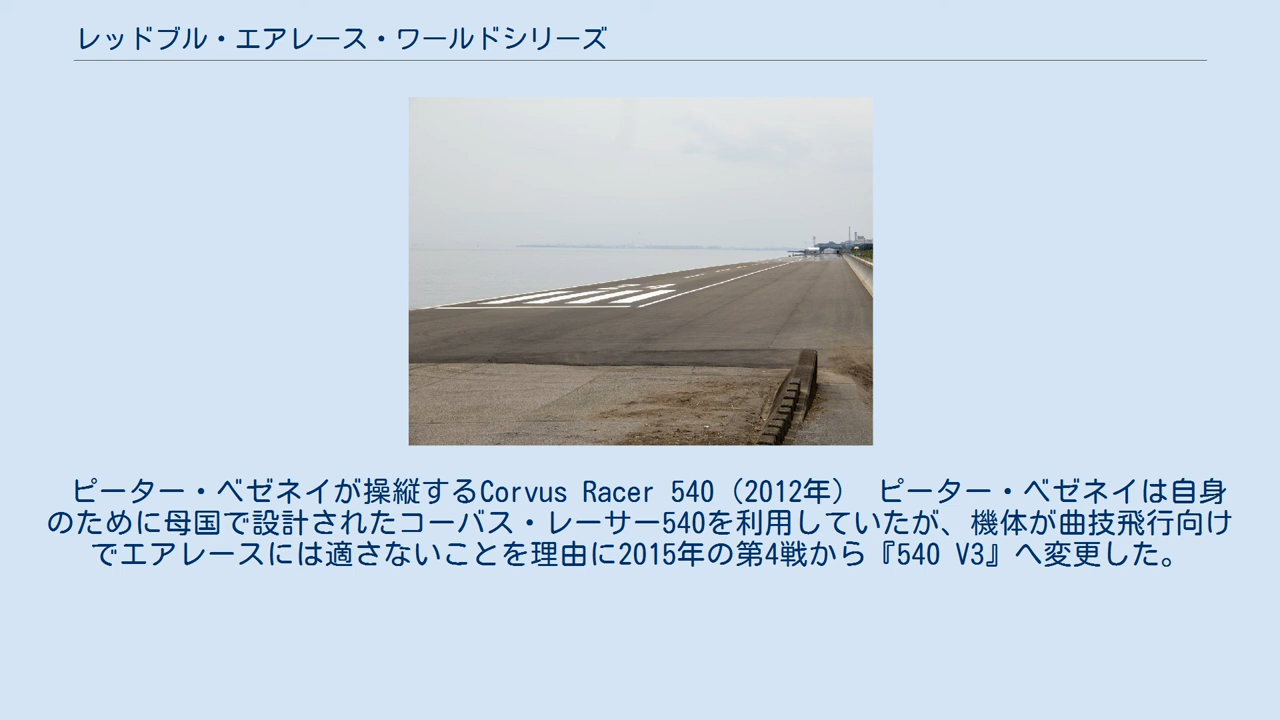 レッドブル・エアレース・ワールドシリーズ
ピーター・ベゼネイが操縦するCorvus Racer 540（2012年） ピーター・ベゼネイは自身
のために母国で設計されたコーバス・レーサー540を利用していたが、機体が曲技飛行向け
でエアレースには適さないことを理由に2015年の第4戦から『540 V3』へ変更した。